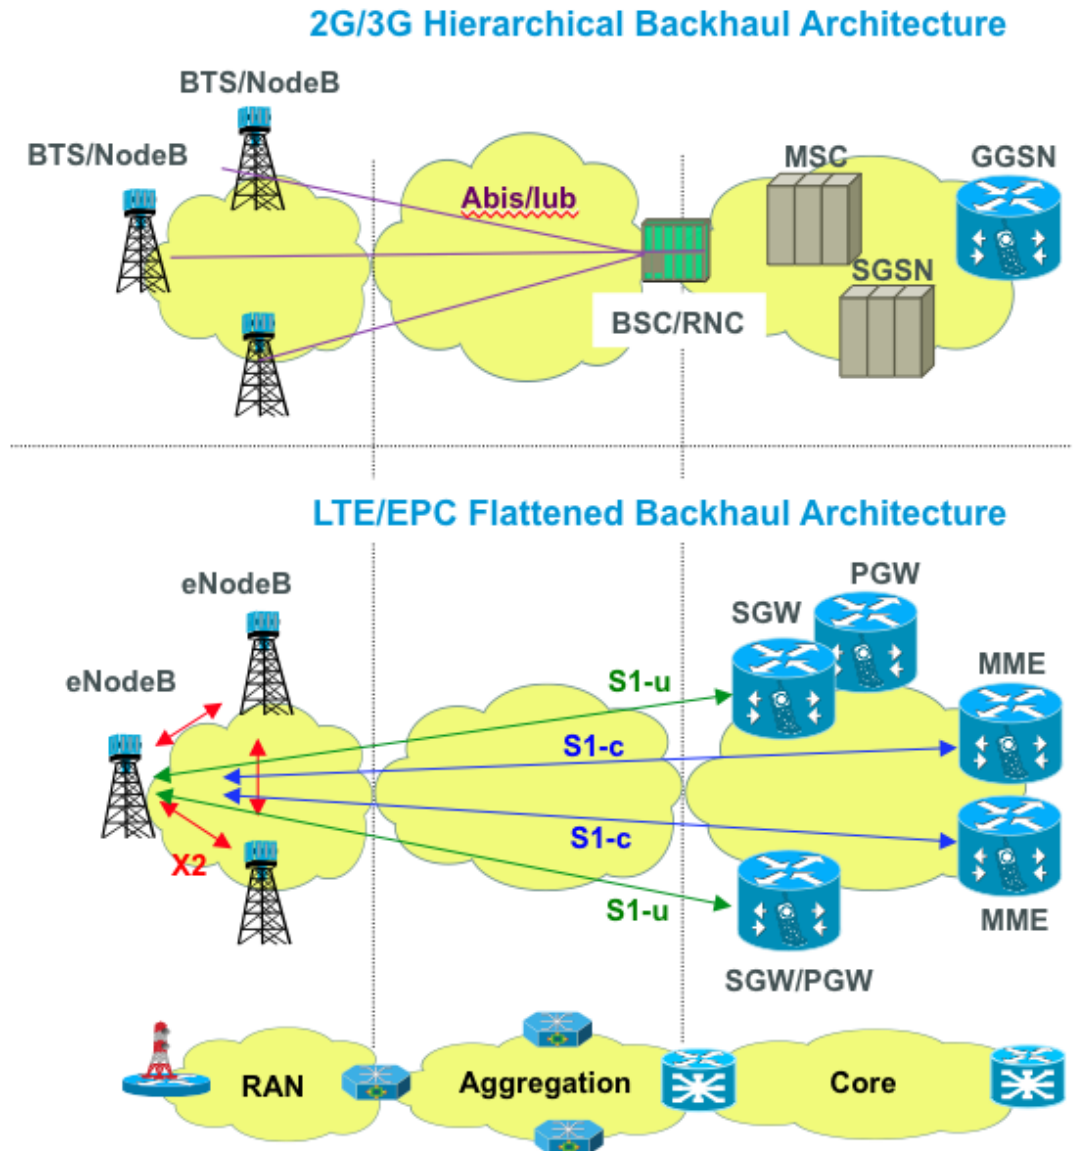 2G/3G Hierarchical Backhaul Architecture
BTS/NodeB
BTS/NodeB
MSC
GGSN
Abis/Iub
SGSN
BSC/RNC
LTE/EPC Flattened Backhaul Architecture
PGW
eNodeB
SGW
MME
eNodeB
S1-u
S1-c
S1-c
X2
S1-u
MME
SGW/PGW
RAN
Aggregation
Core